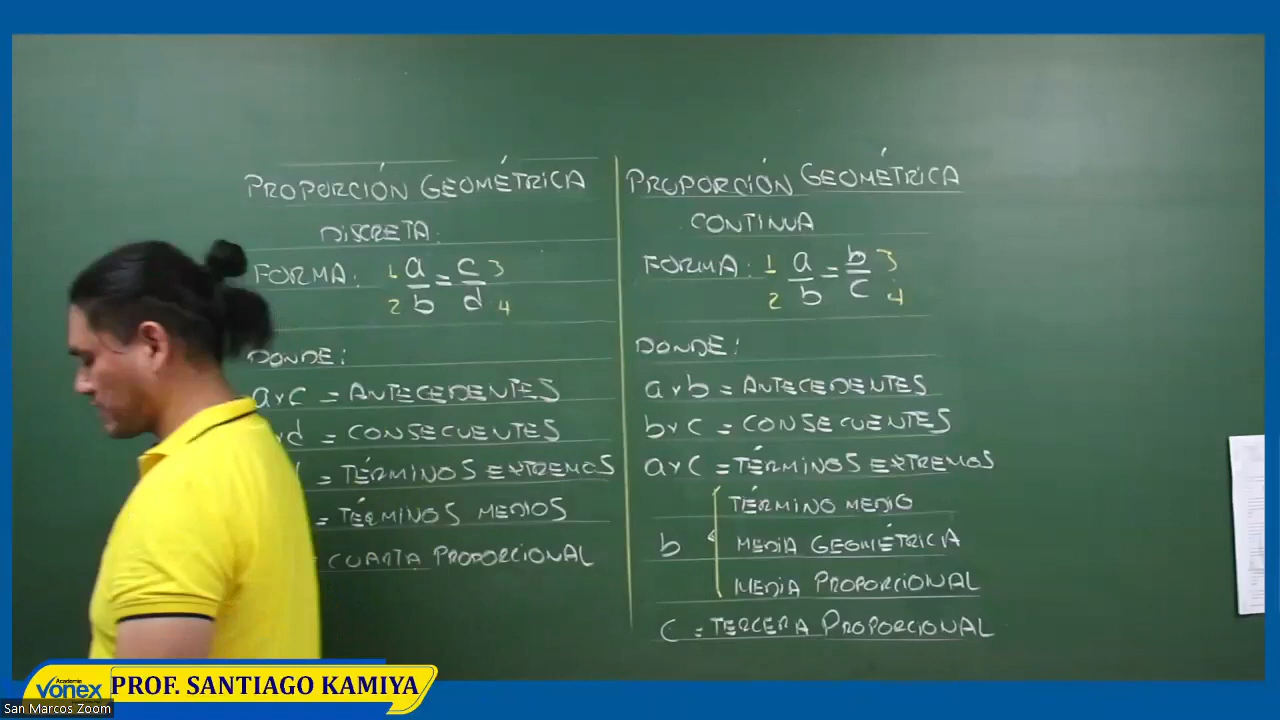 PROPORCIÓN GEOMÉTRICA
DISCRETA:
FORMA: 1 a/b 2 = c/d 3 4
DONDE:
a y c = ANTECEDENTES
y d = CONSECUENTES
= TÉRMINOS EXTREMOS
= TÉRMINOS MEDIOS
CUARTA PROPORCIONAL
PROPORCIÓN GEOMÉTRICA
CONTINUA
FORMA: 1 a/b 2 = b/c 3 4
DONDE:
a y b = ANTECEDENTES
b y c = CONSECUENTES
a y c = TÉRMINOS EXTREMOS
TÉRMINO MEDIO
b MEDIA GEOMÉTRICA
MEDIA PROPORCIONAL
c = TERCERA PROPORCIONAL
Academia
VONEX
PROF. SANTIAGO KAMIYA
San Marcos Zoom